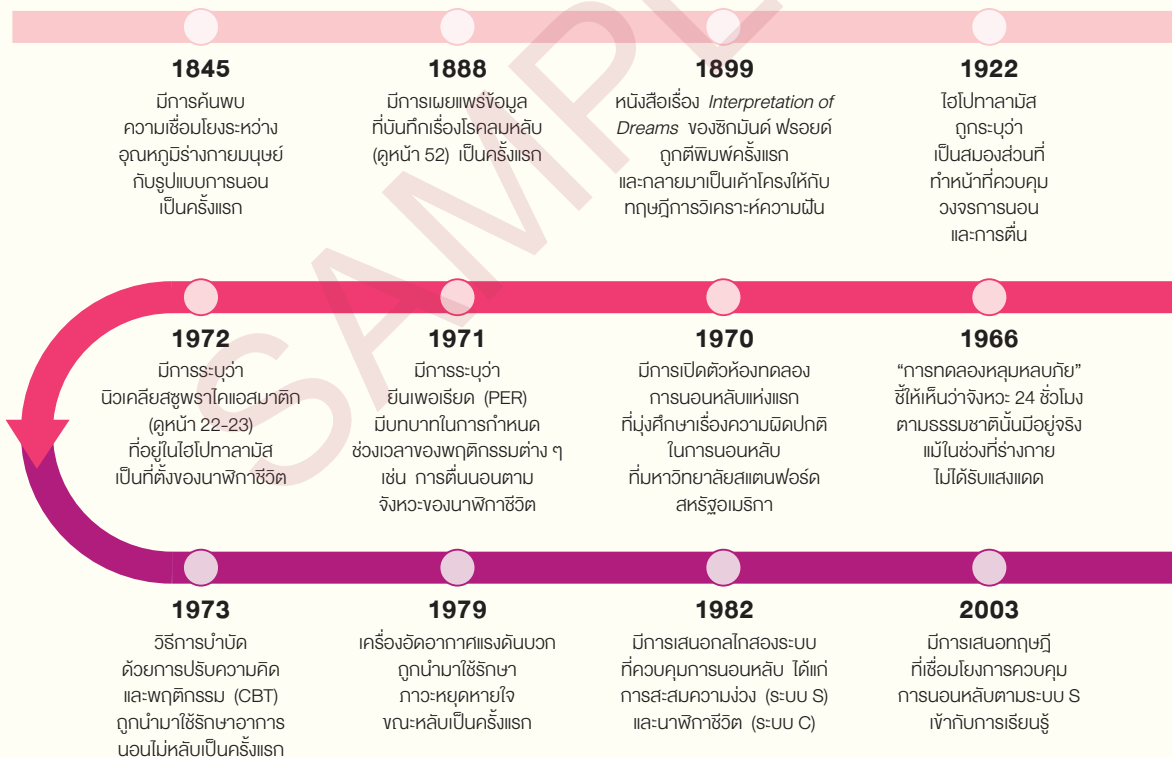 1845
มีการค้นพบ
ความเชื่อมโยงระหว่าง
อุณหภูมิร่างกายมนุษย์
กับรูปแบบการนอน
เป็นครั้งแรก
1888
มีการเผยแพร่ข้อมูล
ที่บันทึกเรื่องโรคลมหลับ
(ดูหน้า 52) เป็นครั้งแรก
1899
หนังสือเรื่อง Interpretation of
Dreams ของซิกมันด์ ฟรอยด์
ถูกตีพิมพ์ครั้งแรก
และกลายมาเป็นเค้าโครงให้กับ
ทฤษฎีการวิเคราะห์ความฝัน
1922
ไฮโปทาลามัส
ถูกระบุว่า
เป็นสมองส่วนที่
ทำหน้าที่ควบคุม
วงจรการนอน
และการตื่น
1972
มีการระบุว่า
นิวเคลียสซูพราไคแอสมาติก
(ดูหน้า 22-23)
ที่อยู่ในไฮโปทาลามัส
เป็นที่ตั้งของนาฬิกาชีวิต
1971
มีการระบุว่า
ยีนเพอเรียด (PER)
มีบทบาทในการกำหนด
ช่วงเวลาของพฤติกรรมต่าง ๆ
เช่น การตื่นนอนตาม
จังหวะของนาฬิกาชีวิต
1970
มีการเปิดตัวห้องทดลอง
การนอนหลับแห่งแรก
ที่มุ่งศึกษาเรื่องความผิดปกติ
ในการนอนหลับ
ที่มหาวิทยาลัยสแตนฟอร์ด
สหรัฐอเมริกา
1966
“การทดลองหลุมหลบภัย”
ชี้ให้เห็นว่าจังหวะ 24 ชั่วโมง
ตามธรรมชาตินั้นมีอยู่จริง
แม้ในช่วงที่ร่างกาย
ไม่ได้รับแสงแดด
1973
วิธีการบำบัด
ด้วยการปรับความคิด
และพฤติกรรม (CBT)
ถูกนำมาใช้รักษาอาการ
นอนไม่หลับเป็นครั้งแรก
1979
เครื่องอัดอากาศแรงดันบวก
ถูกนำมาใช้รักษา
ภาวะหยุดหายใจ
ขณะหลับเป็นครั้งแรก
1982
มีการเสนอกลไกสองระบบ
ที่ควบคุมการนอนหลับ ได้แก่
การสะสมความง่วง (ระบบ S)
และนาฬิกาชีวิต (ระบบ C)
2003
มีการเสนอทฤษฎี
ที่เชื่อมโยงการควบคุม
การนอนหลับตามระบบ S
เข้ากับการเรียนรู้
SAMPLE